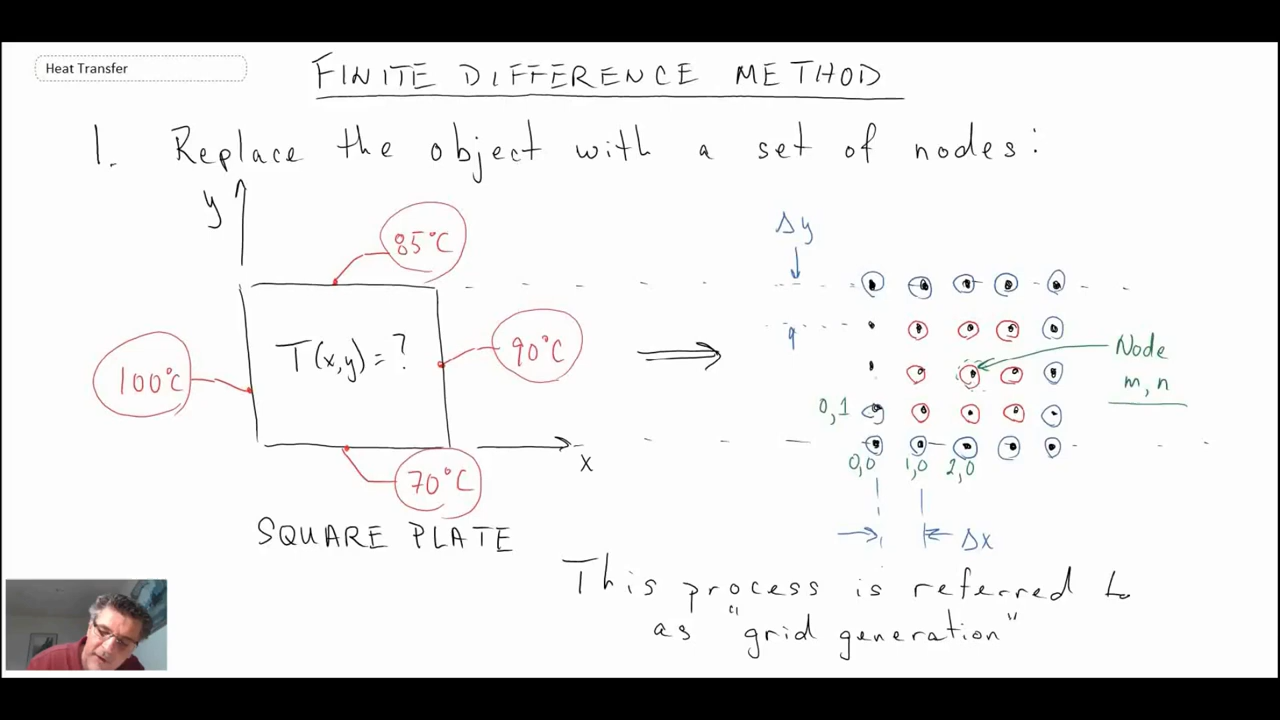 Heat Transfer
FINITE DIFFERENCE METHOD
1. Replace the object with a set of nodes:
y
85°C
T(x,y) = ?
100°C
90°C
70°C
x
SQUARE PLATE
Δy
Node
m, n
0,1
0,0 1,0 2,0
Δx
This process is referred to
as "grid generation"